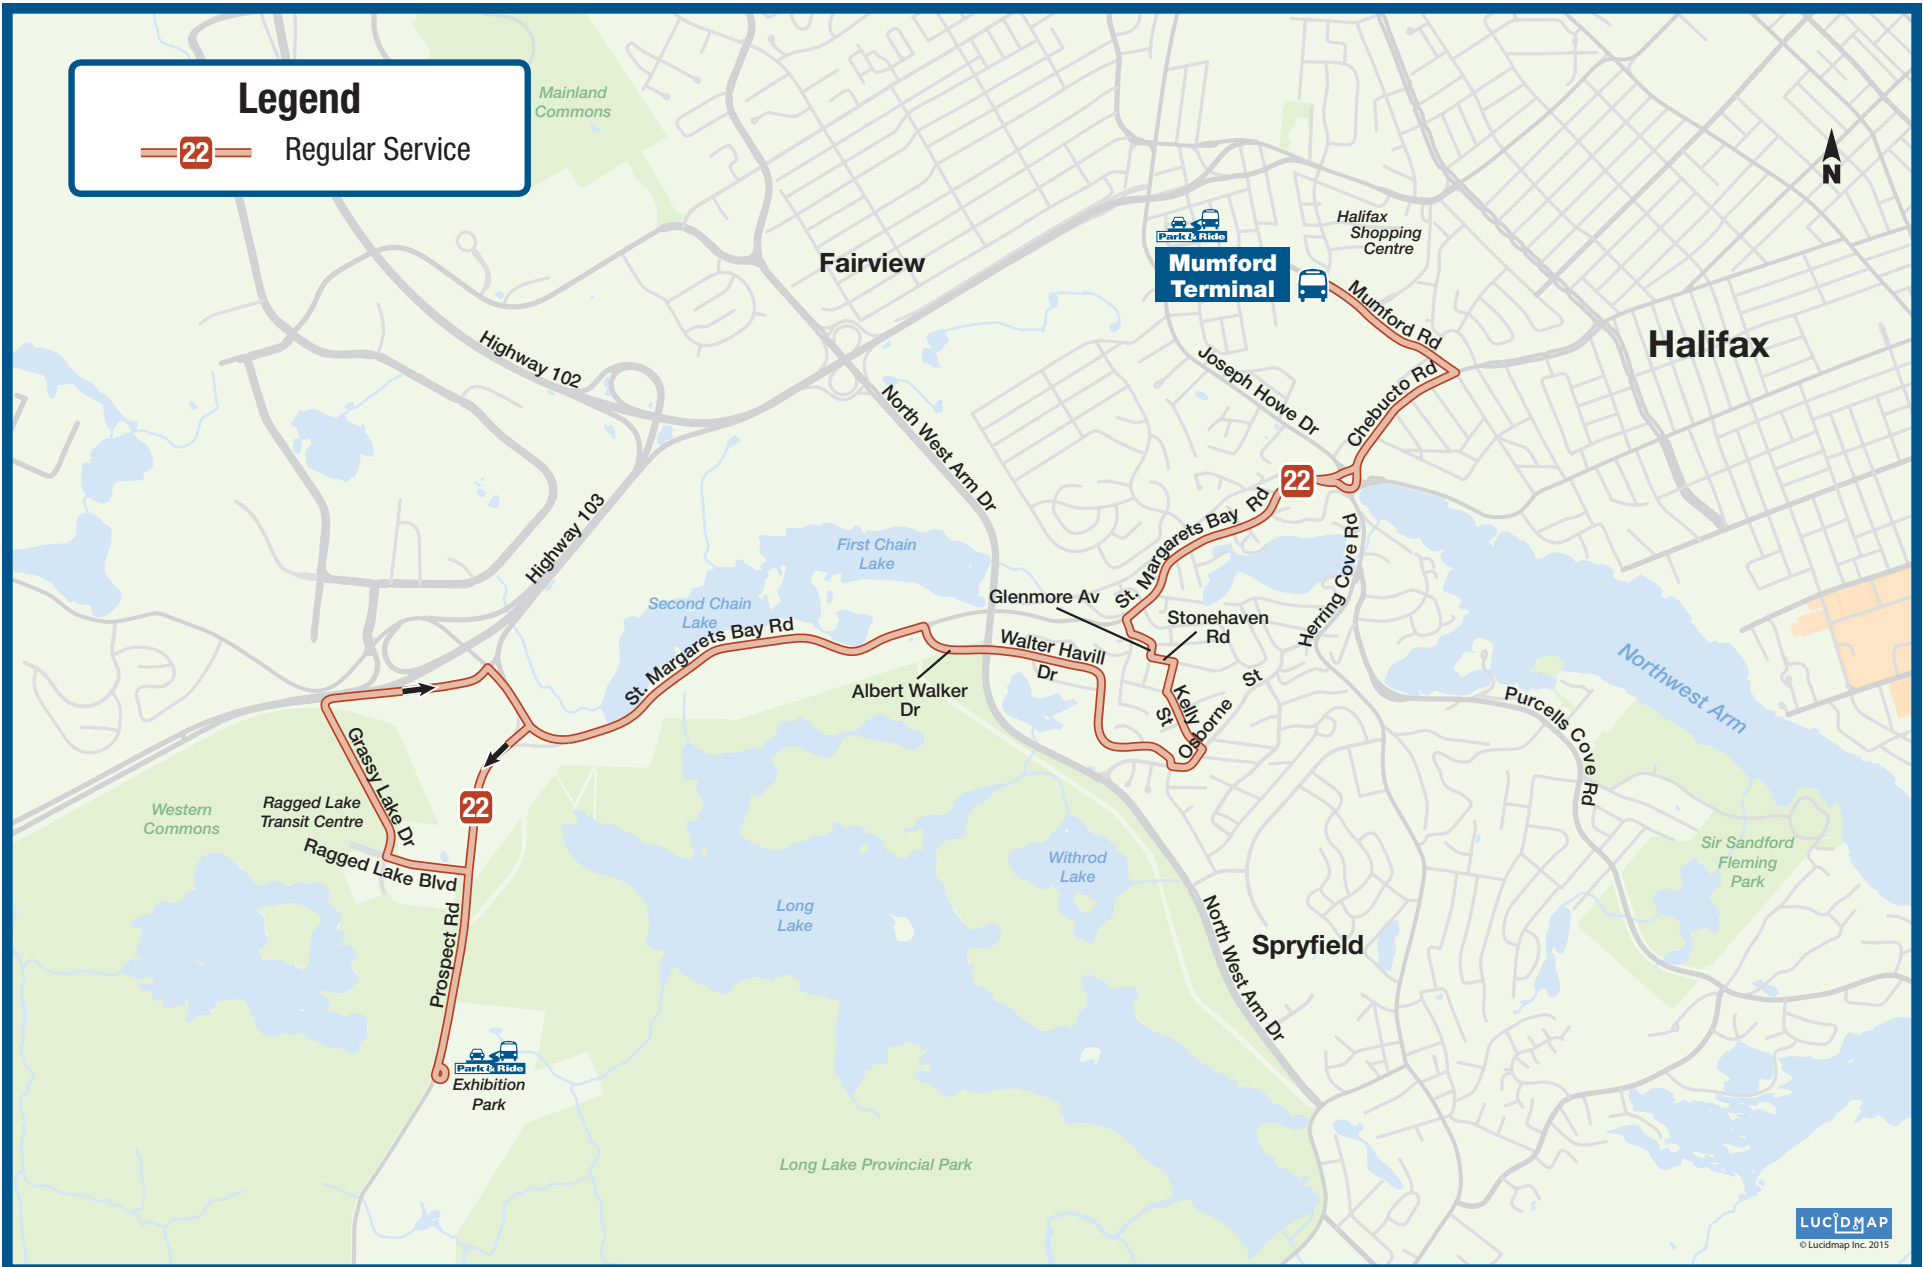 Legend
22 Regular Service
Mainland
Commons
N
Halifax
Shopping
Centre
Park & Ride
Mumford
Terminal
Fairview
Mumford Rd
Halifax
Highway 102
Joseph Howe Dr
Chebucto Rd
North West Arm Dr
22
Highway 103
St. Margarets Bay Rd
Herring Cove Rd
First Chain
Lake
Second Chain
Lake
Glenmore Av
Stonehaven
Rd
St. Margarets Bay Rd
Walter Havill
Dr
Albert Walker
Dr
Kelly
St
Osborne St
Northwest Arm
Purcells Cove Rd
Grassy Lake Dr
Western
Commons
Ragged Lake
Transit Centre
22
Ragged Lake Blvd
Withrod
Lake
Sir Sandford
Fleming
Park
Long
Lake
North West Arm Dr
Spryfield
Prospect Rd
Park & Ride
Exhibition
Park
Long Lake Provincial Park
LUCIDMAP
© Lucidmap Inc. 2015